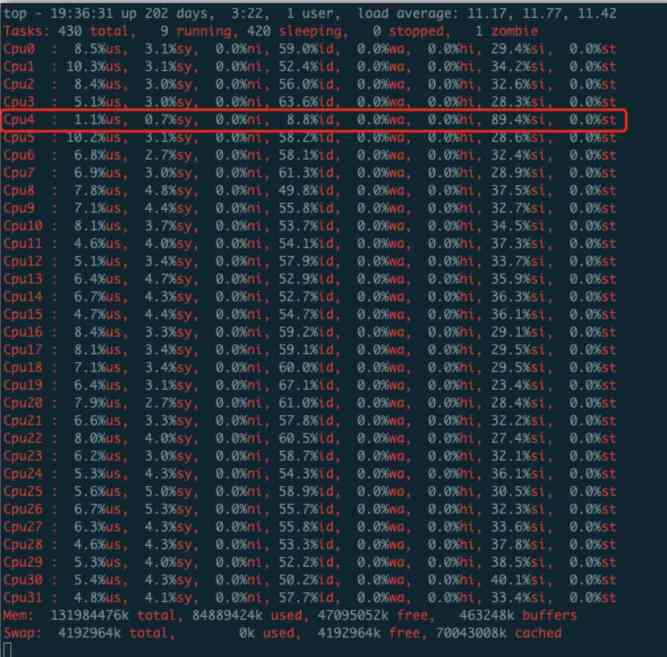 top - 19:36:31 up 202 days,  3:22,  1 user,  load average: 11.17, 11.77, 11.42
Tasks: 430 total,   9 running, 420 sleeping,   0 stopped,   1 zombie
Cpu0  :  8.5%us,  3.1%sy,  0.0%ni, 59.0%id,  0.0%wa,  0.0%hi, 29.4%si,  0.0%st
Cpu1  : 10.3%us,  3.1%sy,  0.0%ni, 52.4%id,  0.0%wa,  0.0%hi, 34.2%si,  0.0%st
Cpu2  :  8.4%us,  3.0%sy,  0.0%ni, 56.0%id,  0.0%wa,  0.0%hi, 32.6%si,  0.0%st
Cpu3  :  5.1%us,  3.0%sy,  0.0%ni, 63.6%id,  0.0%wa,  0.0%hi, 28.3%si,  0.0%st
Cpu4  :  1.1%us,  0.7%sy,  0.0%ni,  8.8%id,  0.0%wa,  0.0%hi, 89.4%si,  0.0%st
Cpu5  : 10.2%us,  3.1%sy,  0.0%ni, 58.2%id,  0.0%wa,  0.0%hi, 28.6%si,  0.0%st
Cpu6  :  6.8%us,  2.7%sy,  0.0%ni, 58.1%id,  0.0%wa,  0.0%hi, 32.4%si,  0.0%st
Cpu7  :  6.9%us,  3.0%sy,  0.0%ni, 61.3%id,  0.0%wa,  0.0%hi, 28.9%si,  0.0%st
Cpu8  :  7.8%us,  4.8%sy,  0.0%ni, 49.8%id,  0.0%wa,  0.0%hi, 37.5%si,  0.0%st
Cpu9  :  7.1%us,  4.4%sy,  0.0%ni, 55.8%id,  0.0%wa,  0.0%hi, 32.7%si,  0.0%st
Cpu10 :  8.1%us,  3.7%sy,  0.0%ni, 53.7%id,  0.0%wa,  0.0%hi, 34.5%si,  0.0%st
Cpu11 :  4.6%us,  4.0%sy,  0.0%ni, 54.1%id,  0.0%wa,  0.0%hi, 37.3%si,  0.0%st
Cpu12 :  5.1%us,  3.4%sy,  0.0%ni, 57.9%id,  0.0%wa,  0.0%hi, 33.7%si,  0.0%st
Cpu13 :  6.4%us,  4.7%sy,  0.0%ni, 52.9%id,  0.0%wa,  0.0%hi, 35.9%si,  0.0%st
Cpu14 :  6.7%us,  4.3%sy,  0.0%ni, 52.7%id,  0.0%wa,  0.0%hi, 36.3%si,  0.0%st
Cpu15 :  4.7%us,  4.4%sy,  0.0%ni, 54.7%id,  0.0%wa,  0.0%hi, 36.1%si,  0.0%st
Cpu16 :  8.4%us,  3.3%sy,  0.0%ni, 59.2%id,  0.0%wa,  0.0%hi, 29.1%si,  0.0%st
Cpu17 :  8.1%us,  3.4%sy,  0.0%ni, 59.1%id,  0.0%wa,  0.0%hi, 29.5%si,  0.0%st
Cpu18 :  7.1%us,  3.4%sy,  0.0%ni, 60.0%id,  0.0%wa,  0.0%hi, 29.5%si,  0.0%st
Cpu19 :  6.4%us,  3.1%sy,  0.0%ni, 67.1%id,  0.0%wa,  0.0%hi, 23.4%si,  0.0%st
Cpu20 :  7.9%us,  2.7%sy,  0.0%ni, 61.0%id,  0.0%wa,  0.0%hi, 28.4%si,  0.0%st
Cpu21 :  6.6%us,  3.3%sy,  0.0%ni, 57.8%id,  0.0%wa,  0.0%hi, 32.2%si,  0.0%st
Cpu22 :  8.0%us,  4.0%sy,  0.0%ni, 60.5%id,  0.0%wa,  0.0%hi, 27.4%si,  0.0%st
Cpu23 :  6.2%us,  3.0%sy,  0.0%ni, 58.7%id,  0.0%wa,  0.0%hi, 32.1%si,  0.0%st
Cpu24 :  5.3%us,  4.3%sy,  0.0%ni, 54.3%id,  0.0%wa,  0.0%hi, 36.1%si,  0.0%st
Cpu25 :  5.6%us,  5.0%sy,  0.0%ni, 58.9%id,  0.0%wa,  0.0%hi, 30.5%si,  0.0%st
Cpu26 :  6.7%us,  5.3%sy,  0.0%ni, 55.7%id,  0.0%wa,  0.0%hi, 32.3%si,  0.0%st
Cpu27 :  6.3%us,  4.3%sy,  0.0%ni, 55.8%id,  0.0%wa,  0.0%hi, 33.6%si,  0.0%st
Cpu28 :  4.6%us,  4.3%sy,  0.0%ni, 53.3%id,  0.0%wa,  0.0%hi, 37.8%si,  0.0%st
Cpu29 :  5.3%us,  4.0%sy,  0.0%ni, 52.2%id,  0.0%wa,  0.0%hi, 38.5%si,  0.0%st
Cpu30 :  5.4%us,  4.3%sy,  0.0%ni, 50.2%id,  0.0%wa,  0.0%hi, 40.1%si,  0.0%st
Cpu31 :  4.8%us,  4.1%sy,  0.0%ni, 57.7%id,  0.0%wa,  0.0%hi, 33.4%si,  0.0%st
Mem:  131984476k total, 84889424k used, 47095052k free,   463248k buffers
Swap:  4192964k total,        0k used,  4192964k free, 70043008k cached